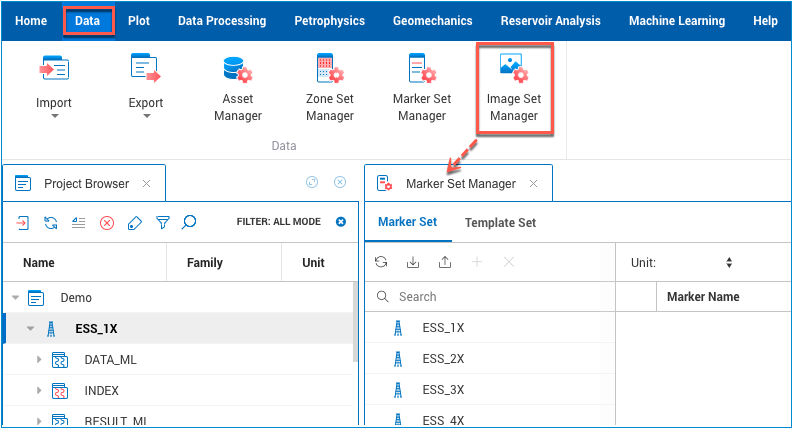 Home Data Plot Data Processing Petrophysics Geomechanics Reservoir Analysis Machine Learning Help
Import Export Asset Manager Zone Set Manager Marker Set Manager Image Set Manager
Data
Project Browser
FILTER: ALL MODE
Name Family Unit
Demo
ESS_1X
DATA_ML
INDEX
RESULT_ML
Marker Set Manager
Marker Set Template Set
Unit:
Search
Marker Name
ESS_1X
ESS_2X
ESS_3X
ESS_4X